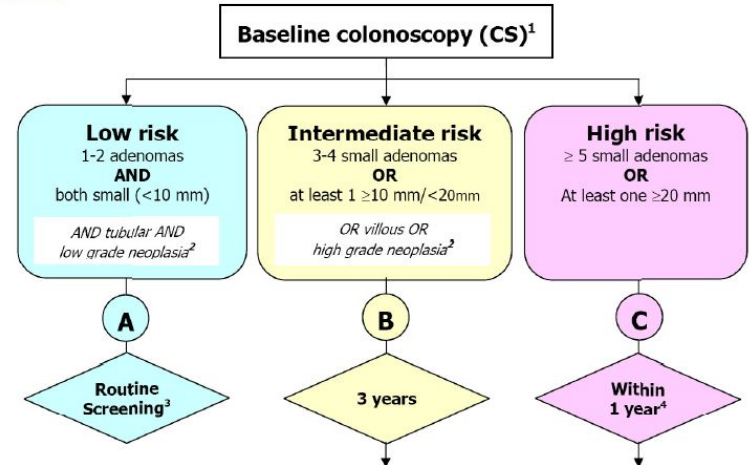 Baseline colonoscopy (CS)¹
Low risk
1-2 adenomas
AND
both small (<10 mm)
AND tubular AND
low grade neoplasia²
A
Routine
Screening³
Intermediate risk
3-4 small adenomas
OR
at least 1 ≥10 mm/<20mm
OR villous OR
high grade neoplasia²
B
3 years
High risk
≥ 5 small adenomas
OR
At least one ≥20 mm
C
Within
1 year⁴